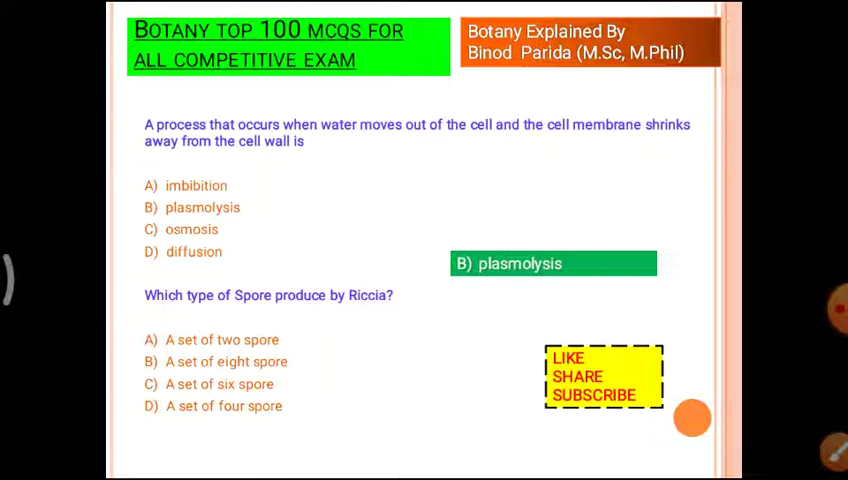 BOTANY TOP 100 MCQS FOR
ALL COMPETITIVE EXAM
Botany Explained By
Binod Parida (M.Sc, M.Phil)
A process that occurs when water moves out of the cell and the cell membrane shrinks
away from the cell wall is
A) imbibition
B) plasmolysis
C) osmosis
D) diffusion
B) plasmolysis
Which type of Spore produce by Riccia?
A) A set of two spore
B) A set of eight spore
C) A set of six spore
D) A set of four spore
LIKE
SHARE
SUBSCRIBE